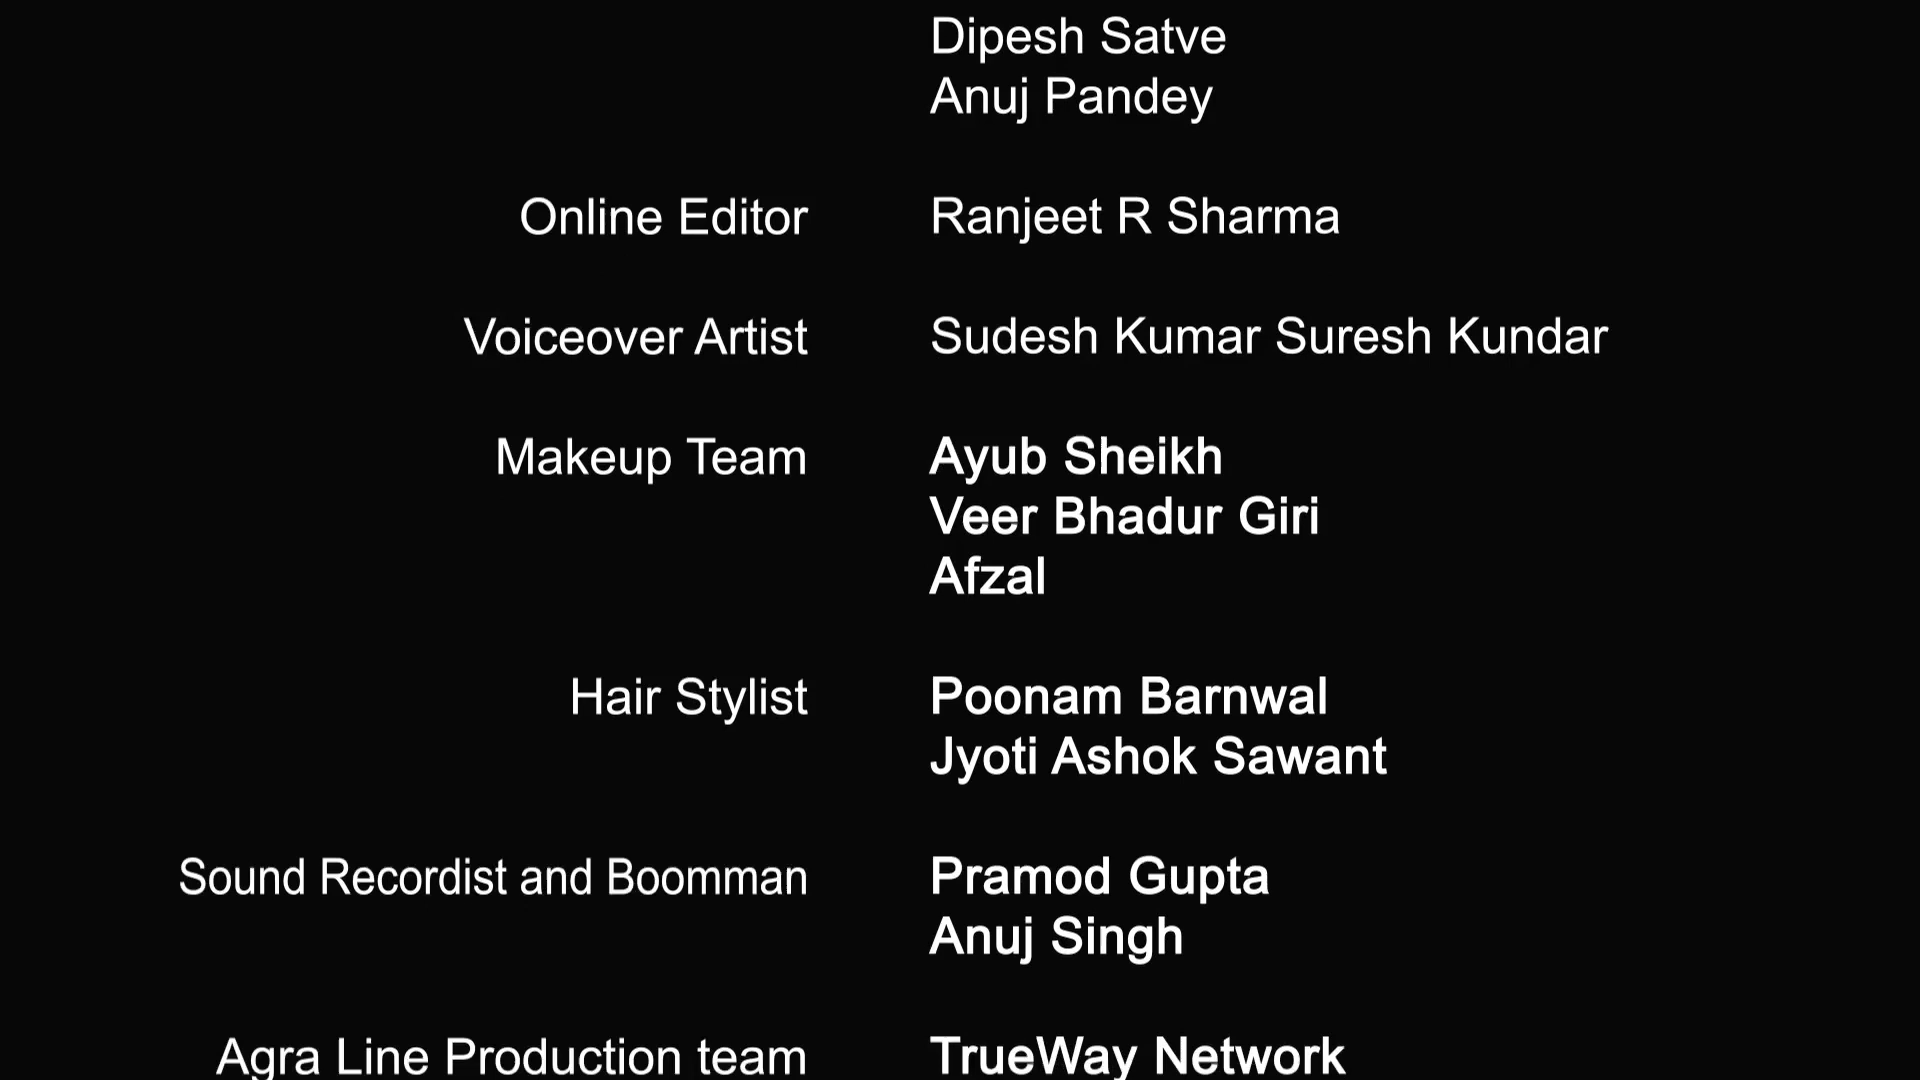 Dipesh Satve
Anuj Pandey
Online Editor Ranjeet R Sharma
Voiceover Artist Sudesh Kumar Suresh Kundar
Makeup Team Ayub Sheikh
Veer Bhadur Giri
Afzal
Hair Stylist Poonam Barnwal
Jyoti Ashok Sawant
Sound Recordist and Boomman Pramod Gupta
Anuj Singh
Agra Line Production team TrueWay Network